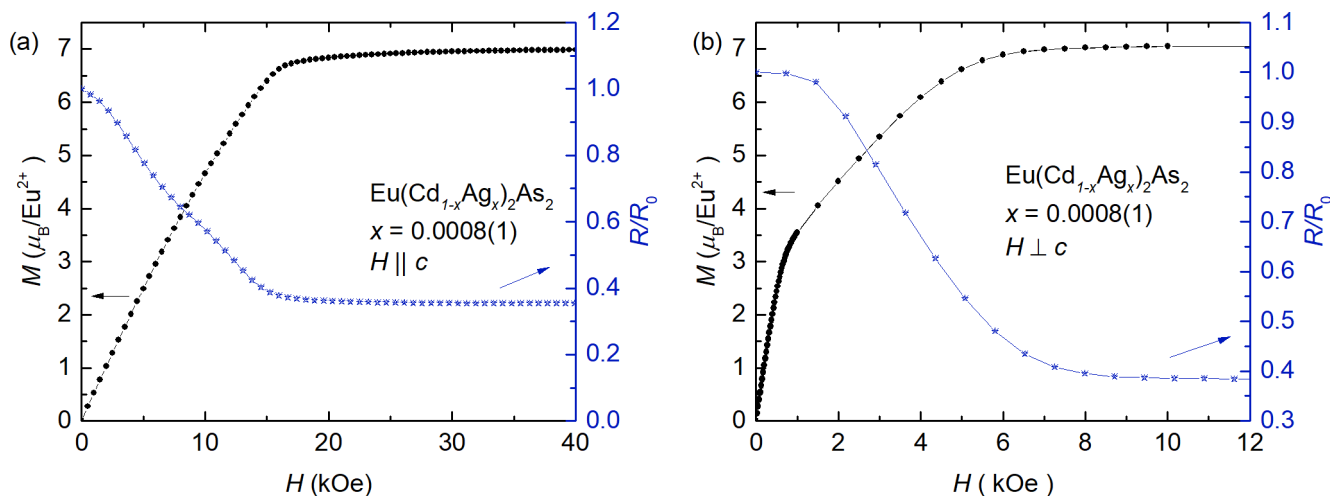 (a)
7
6
5
4
3
2
1
0
M (μB/Eu2+)
0 10 20 30 40
H (kOe)
1.2
1.0
0.8
0.6
0.4
0.2
0.0
R/R0
Eu(Cd1-xAgx)2As2
x = 0.0008(1)
H || c
(b)
7
6
5
4
3
2
1
0
M (μB/Eu2+)
0 2 4 6 8 10 12
H ( kOe)
1.1
1.0
0.9
0.8
0.7
0.6
0.5
0.4
0.3
R/R0
Eu(Cd1-xAgx)2As2
x = 0.0008(1)
H ⊥ c